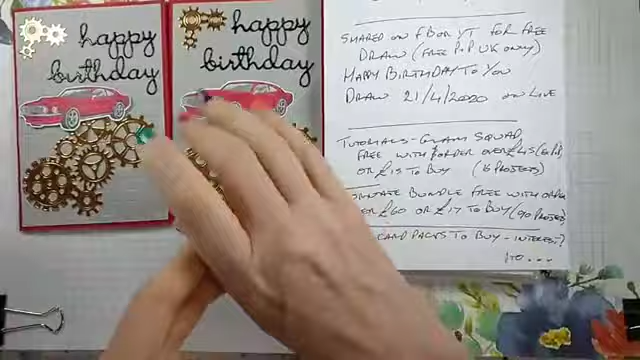 happy
birthday
happy
birthday
SHARED ON FB OR YT FOR FREE
DRAW (FREE P+P UK ONLY)
HAPPY BIRTHDAY TO YOU
DRAW 21/4/2020 ON LIVE
TUTORIALS - GLAM SQUAD,
FREE WITH ORDER OVER £45
OR £15 TO BUY (6 PROJECTS)
ORNATE BUNDLE FREE WITH ORDER
£60 OR £17 TO BUY (90 PROJECTS)
CARD PACKS TO BUY - INTEREST?